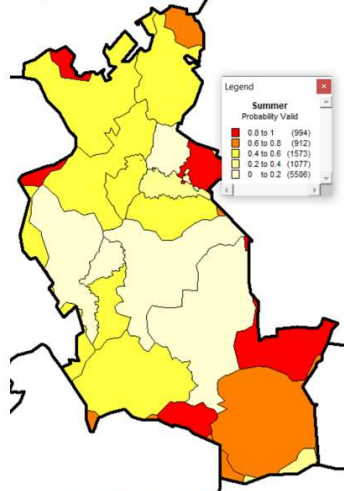 Legend
Summer
Probability Valid
0.8 to 1 (994)
0.6 to 0.8 (912)
0.4 to 0.6 (1573)
0.2 to 0.4 (1077)
0 to 0.2 (5506)